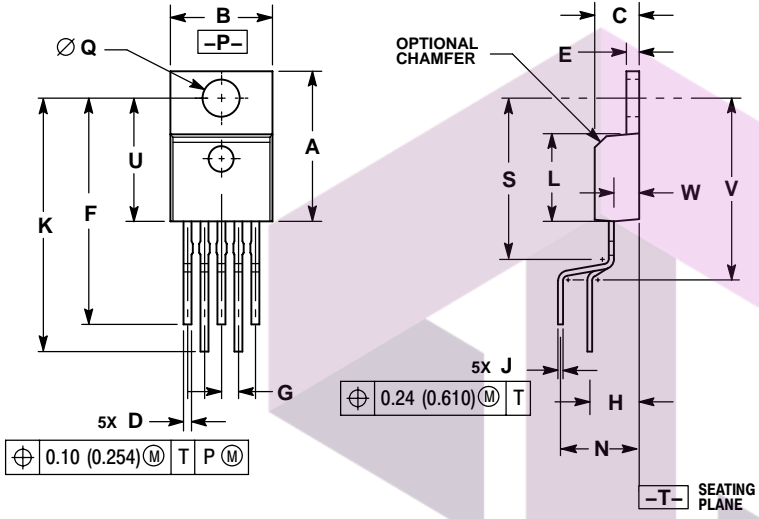 B
–P–
Ø Q
U
F
K
A
G
5X D
⌖ 0.10 (0.254) Ⓜ T P Ⓜ
C
OPTIONAL
CHAMFER
E
S
L
W
V
5X J
⌖ 0.24 (0.610) Ⓜ T
H
N
–T–
SEATING
PLANE